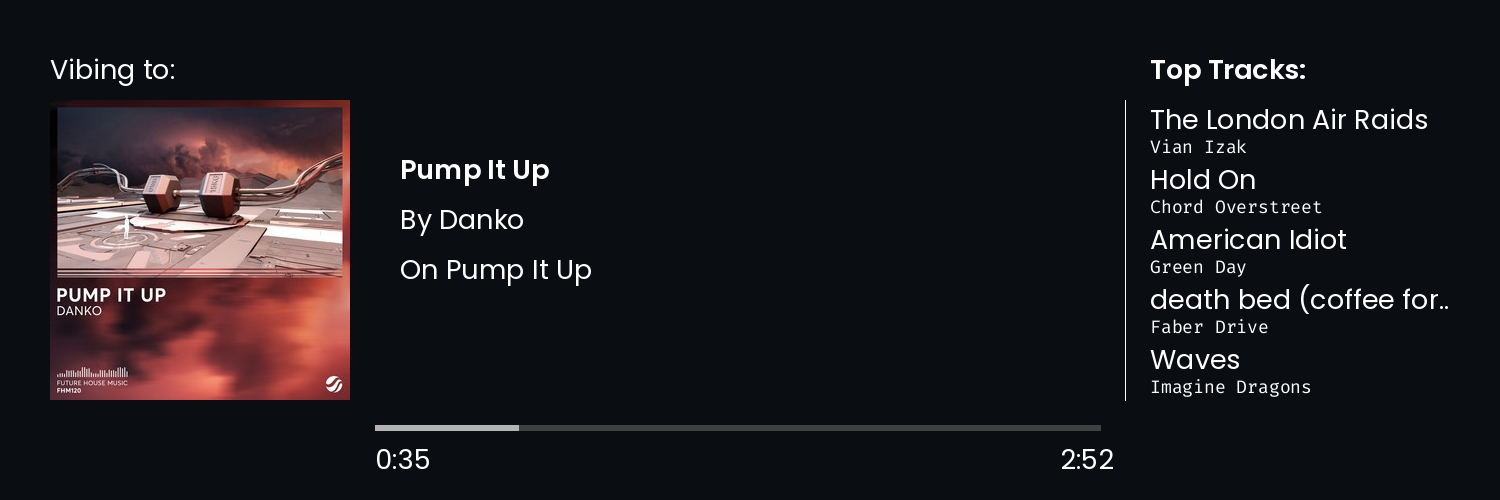 Vibing to:
PUMP IT UP
DANKO
FUTURE HOUSE MUSIC
FHM120
Pump It Up
By Danko
On Pump It Up
0:35
2:52
Top Tracks:
The London Air Raids
Vian Izak
Hold On
Chord Overstreet
American Idiot
Green Day
death bed (coffee for..
Faber Drive
Waves
Imagine Dragons